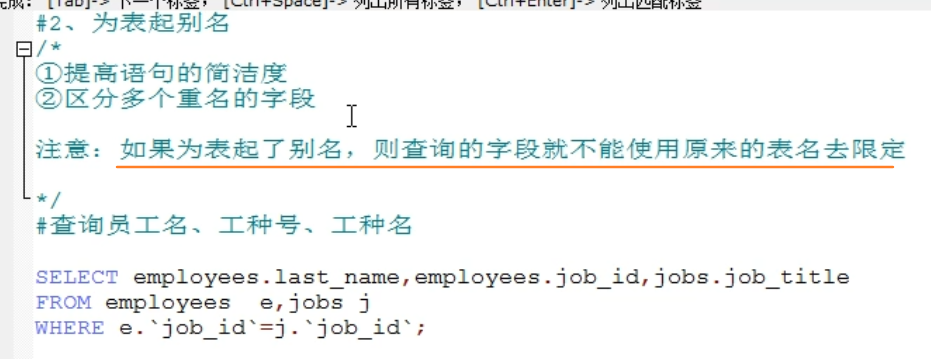 完成: [Tab]-> 下一个标签, [Ctrl+Space]-> 列出所有标签, [Ctrl+Enter]-> 列出匹配标签
#2、为表起别名
/*
①提高语句的简洁度
②区分多个重名的字段
注意：如果为表起了别名，则查询的字段就不能使用原来的表名去限定
*/
#查询员工名、工种号、工种名
SELECT employees.last_name,employees.job_id,jobs.job_title
FROM employees  e,jobs j
WHERE e.`job_id`=j.`job_id`;